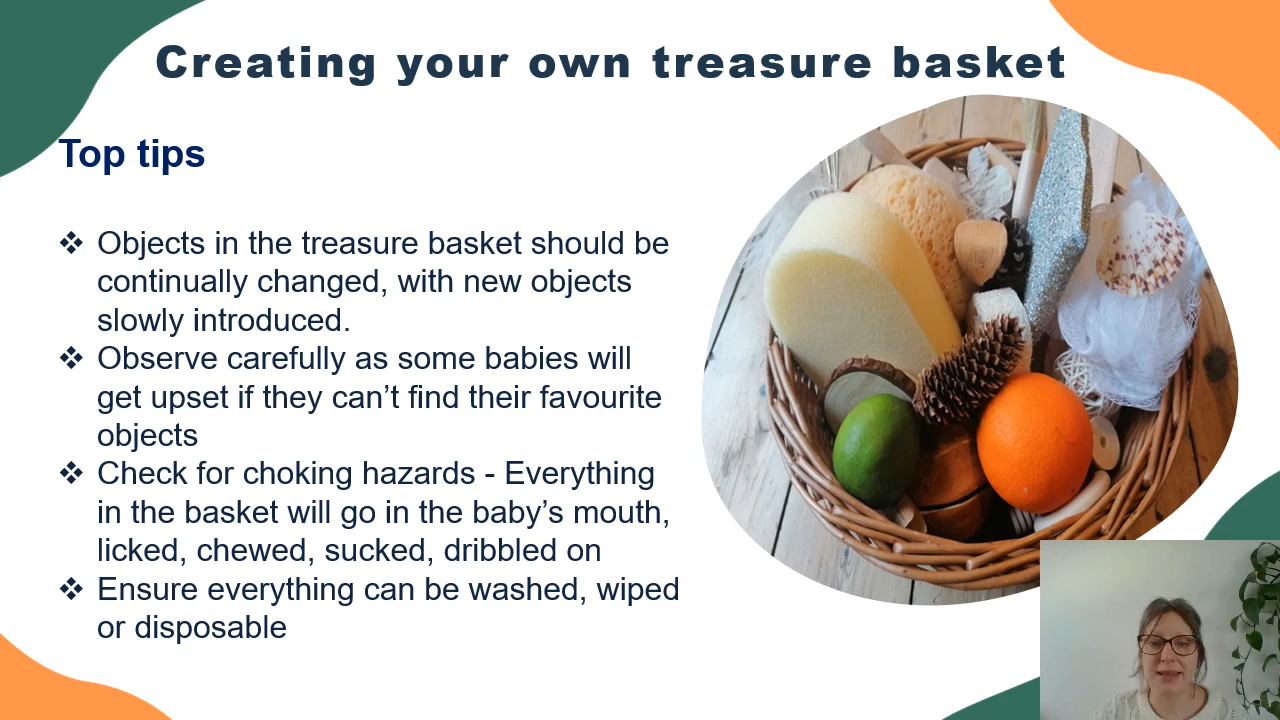 Creating your own treasure basket
Top tips
❖ Objects in the treasure basket should be
continually changed, with new objects
slowly introduced.
❖ Observe carefully as some babies will
get upset if they can’t find their favourite
objects
❖ Check for choking hazards - Everything
in the basket will go in the baby’s mouth,
licked, chewed, sucked, dribbled on
❖ Ensure everything can be washed, wiped
or disposable